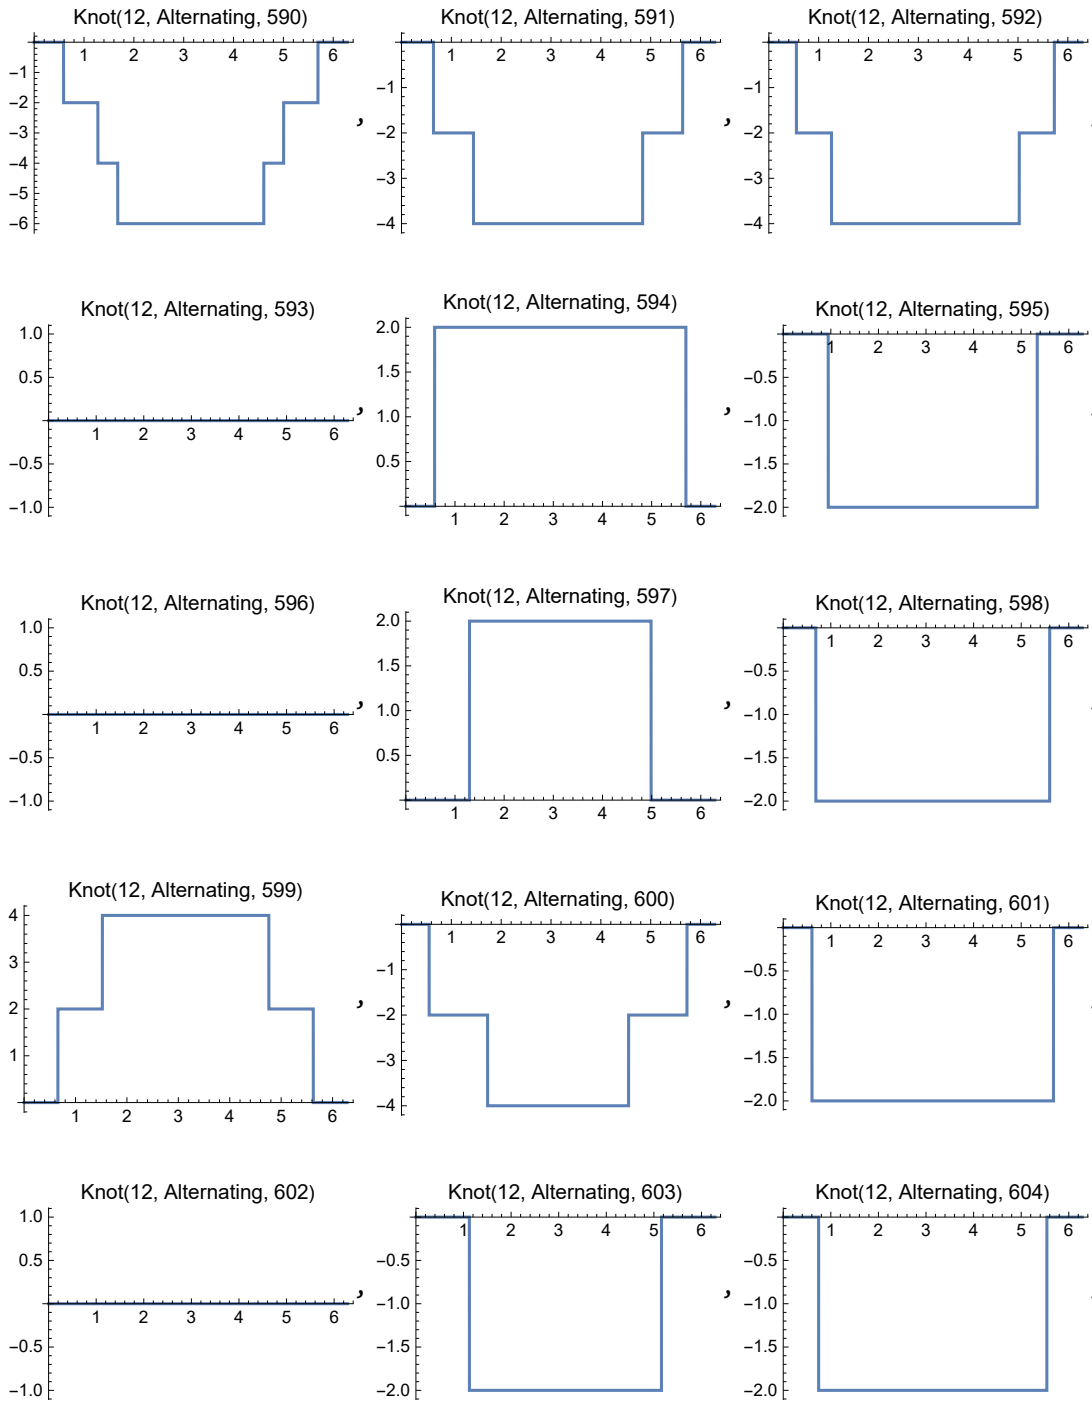 Knot(12, Alternating, 590)
1 2 3 4 5 6
−1
−2
−3
−4
−5
−6
,
Knot(12, Alternating, 591)
1 2 3 4 5 6
−1
−2
−3
−4
,
Knot(12, Alternating, 592)
1 2 3 4 5 6
−1
−2
−3
−4
,
Knot(12, Alternating, 593)
1.0
0.5
1 2 3 4 5 6
−0.5
−1.0
,
Knot(12, Alternating, 594)
2.0
1.5
1.0
0.5
1 2 3 4 5 6
,
Knot(12, Alternating, 595)
1 2 3 4 5 6
−0.5
−1.0
−1.5
−2.0
,
Knot(12, Alternating, 596)
1.0
0.5
1 2 3 4 5 6
−0.5
−1.0
,
Knot(12, Alternating, 597)
2.0
1.5
1.0
0.5
1 2 3 4 5 6
,
Knot(12, Alternating, 598)
1 2 3 4 5 6
−0.5
−1.0
−1.5
−2.0
,
Knot(12, Alternating, 599)
4
3
2
1
1 2 3 4 5 6
,
Knot(12, Alternating, 600)
1 2 3 4 5 6
−1
−2
−3
−4
,
Knot(12, Alternating, 601)
1 2 3 4 5 6
−0.5
−1.0
−1.5
−2.0
,
Knot(12, Alternating, 602)
1.0
0.5
1 2 3 4 5 6
−0.5
−1.0
,
Knot(12, Alternating, 603)
1 2 3 4 5 6
−0.5
−1.0
−1.5
−2.0
,
Knot(12, Alternating, 604)
1 2 3 4 5 6
−0.5
−1.0
−1.5
−2.0
,